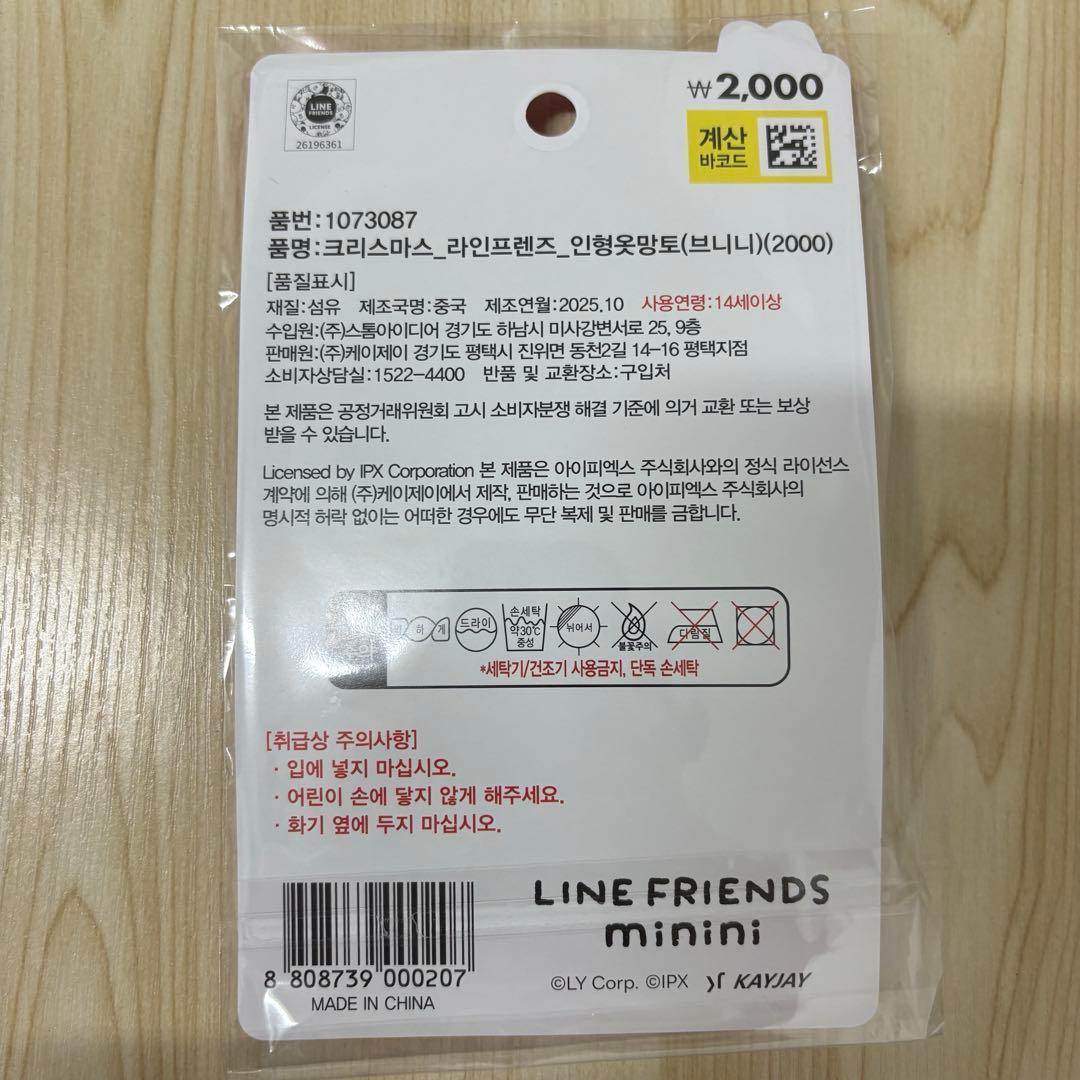 LINE
FRIENDS
LICENSE
26196361
₩2,000
계산
바코드
품번:1073087
품명:크리스마스_라인프렌즈_인형옷망토(브니니)(2000)
[품질표시]
재질:섬유 제조국명:중국 제조연월:2025.10 사용연령:14세이상
수입원:(주)스톰아이디어 경기도 하남시 미사강변서로 25, 9층
판매원:(주)케이제이 경기도 평택시 진위면 동천2길 14-16 평택지점
소비자상담실:1522-4400 반품 및 교환장소:구입처
본 제품은 공정거래위원회 고시 소비자분쟁 해결 기준에 의거 교환 또는 보상
받을 수 있습니다.
Licensed by IPX Corporation 본 제품은 아이피엑스 주식회사와의 정식 라이선스
계약에 의해 (주)케이제이에서 제작, 판매하는 것으로 아이피엑스 주식회사의
명시적 허락 없이는 어떠한 경우에도 무단 복제 및 판매를 금합니다.
하게
드라이
손세탁
약30℃
중성
뉘어서
불꽃주의
다림질
*세탁기/건조기 사용금지, 단독 손세탁
[취급상 주의사항]
· 입에 넣지 마십시오.
· 어린이 손에 닿지 않게 해주세요.
· 화기 옆에 두지 마십시오.
8 808739 000207
MADE IN CHINA
LINE FRIENDS
minini
©LY Corp. ©IPX KAYJAY